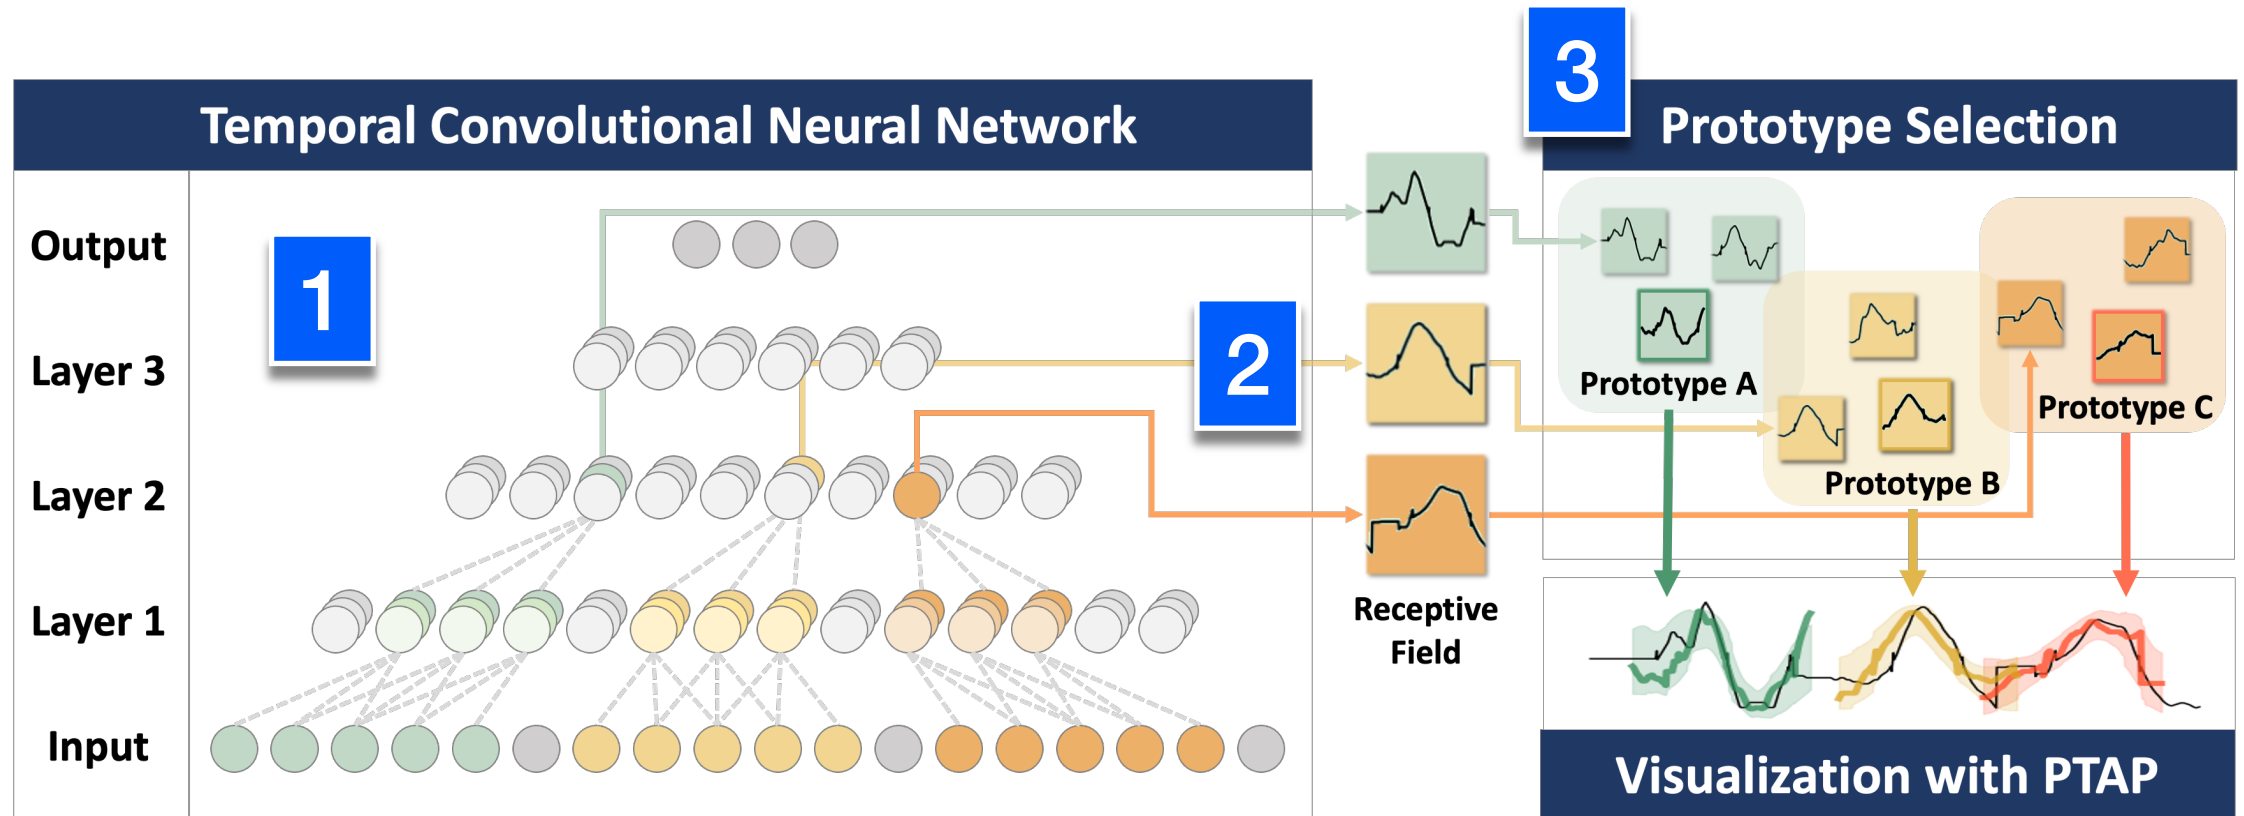 3
Temporal Convolutional Neural Network
Prototype Selection
Output
1
Layer 3
2
Prototype A
Prototype C
Layer 2
Prototype B
Layer 1
Receptive
Field
Input
Visualization with PTAP